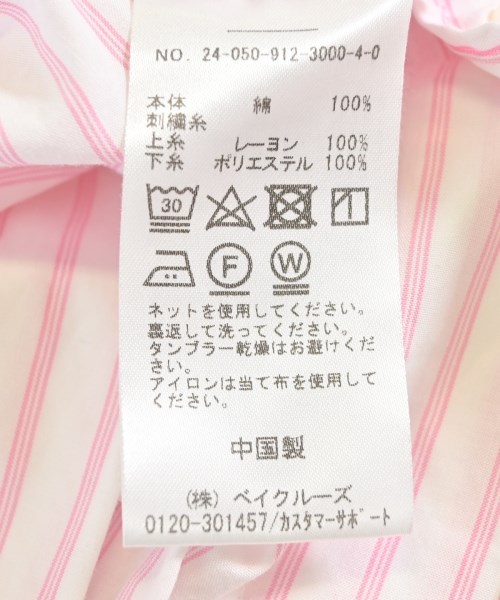 NO. 24-050-912-3000-4-0
本体 綿 100%
刺繍糸
上糸 レーヨン 100%
下糸 ポリエステル 100%
30
F W
ネットを使用してください。
裏返して洗ってください。
タンブラー乾燥はお避けくだ
さい。
アイロンは当て布を使用して
ください。
中国製
(株) ベイクルーズ
0120-301457/カスタマーサポート